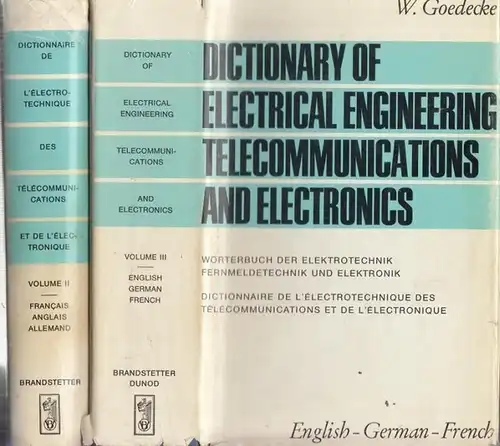 DICTIONNAIRE
DE
L'ÉLECTRO-
TECHNIQUE
DES
TÉLÉCOMMUNI-
CATIONS
ET DE L'ÉLEC-
TRONIQUE
VOLUME II
FRANÇAIS
ANGLAIS
ALLEMAND
BRANDSTETTER
DICTIONARY
OF
ELECTRICAL
ENGINEERING
TELECOMMUNI-
CATIONS
AND
ELECTRONICS
VOLUME III
ENGLISH
GERMAN
FRENCH
BRANDSTETTER
DUNOD
W. Goedecke
DICTIONARY OF
ELECTRICAL ENGINEERING
TELECOMMUNICATIONS
AND ELECTRONICS
WÖRTERBUCH DER ELEKTROTECHNIK
FERNMELDETECHNIK UND ELEKTRONIK
DICTIONNAIRE DE L'ÉLECTROTECHNIQUE DES
TÉLÉCOMMUNICATIONS ET DE L'ÉLECTRONIQUE
English-German-French